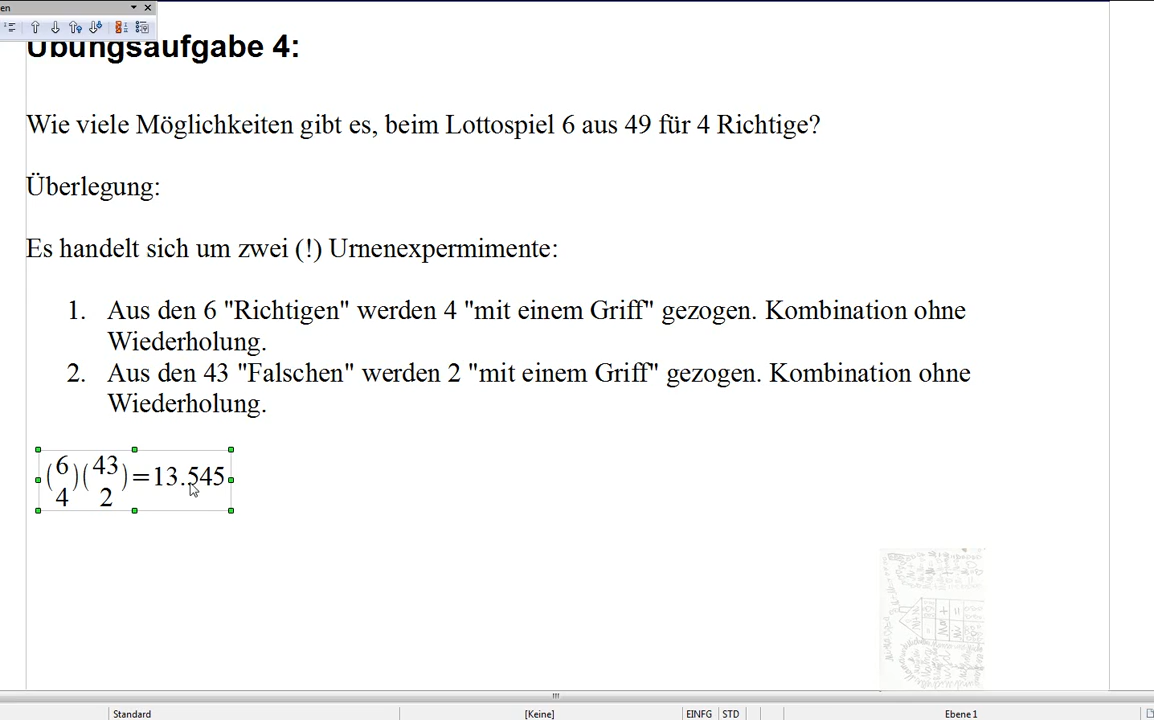 en
Übungsaufgabe 4:
Wie viele Möglichkeiten gibt es, beim Lottospiel 6 aus 49 für 4 Richtige?
Überlegung:
Es handelt sich um zwei (!) Urnenexpermimente:
1. Aus den 6 "Richtigen" werden 4 "mit einem Griff" gezogen. Kombination ohne
Wiederholung.
2. Aus den 43 "Falschen" werden 2 "mit einem Griff" gezogen. Kombination ohne
Wiederholung.
(6 4)(43 2)=13.545
Standard [Keine] EINFG STD Ebene1